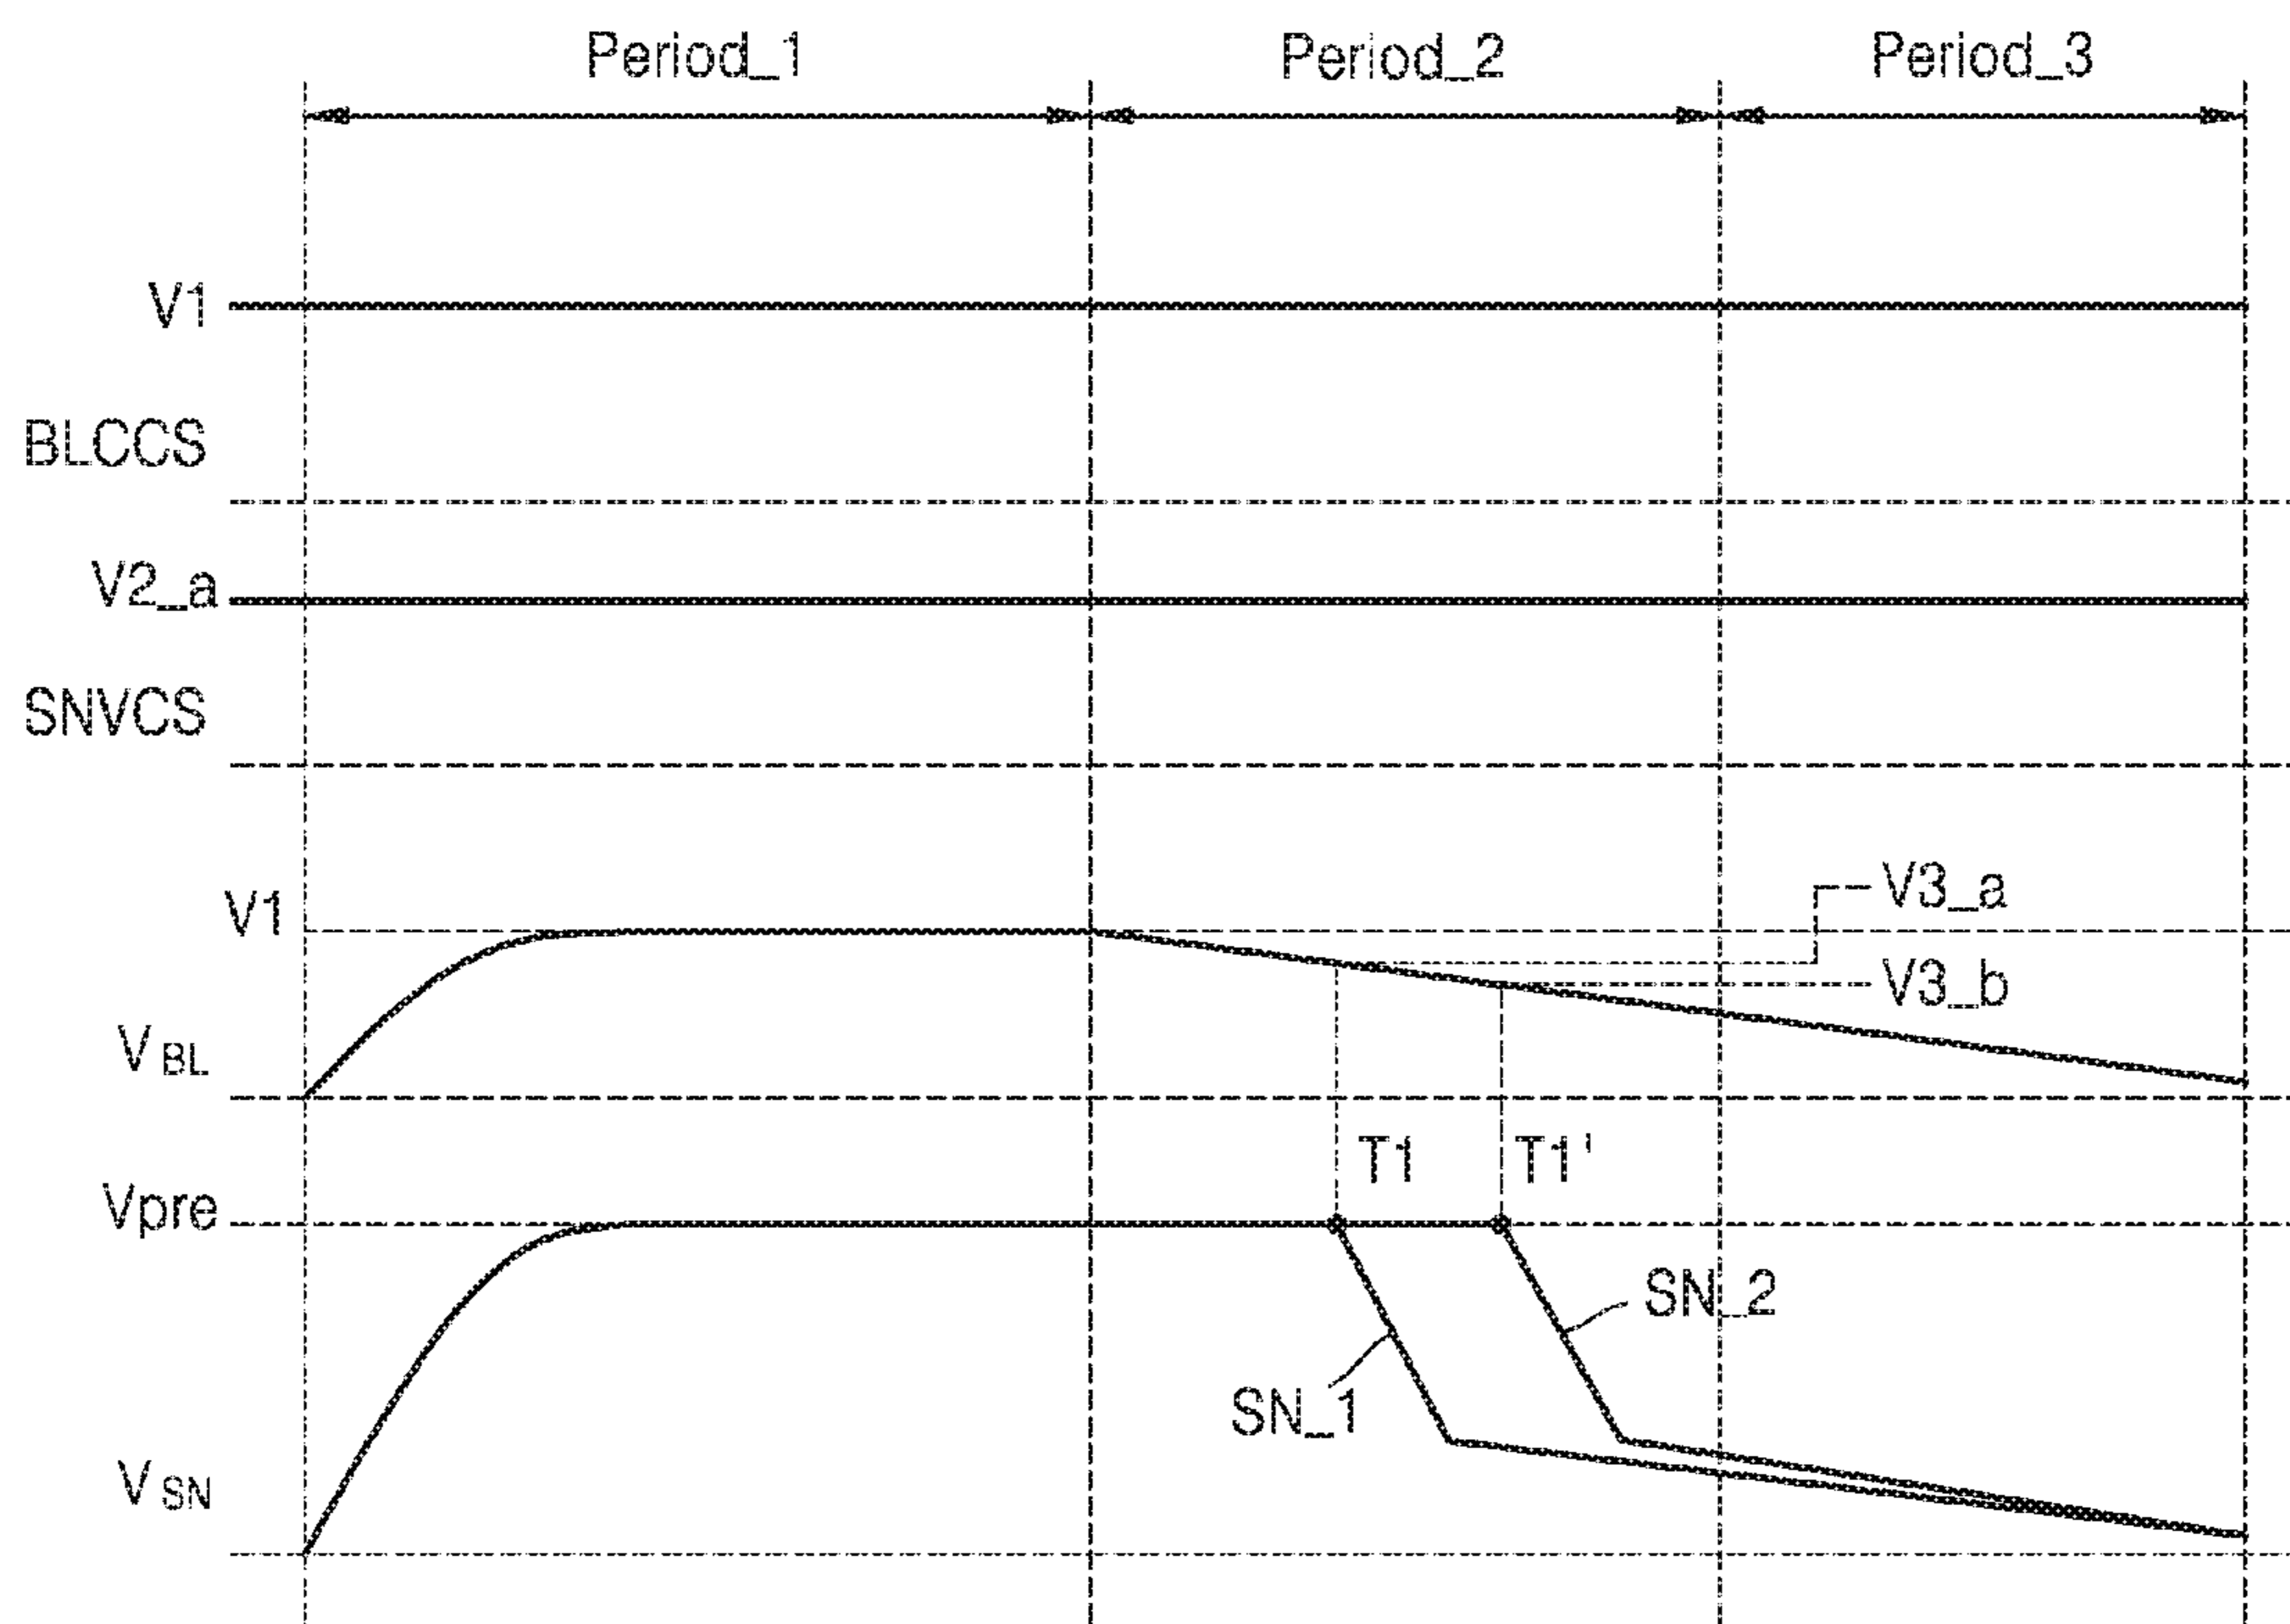 Period_1 Period_2 Period_3
V1
BLCCS
V2_a
SNVCS
V3_a
V1
V3_b
VBL
T1 T1'
Vpre
SN_2
SN_1
VSN